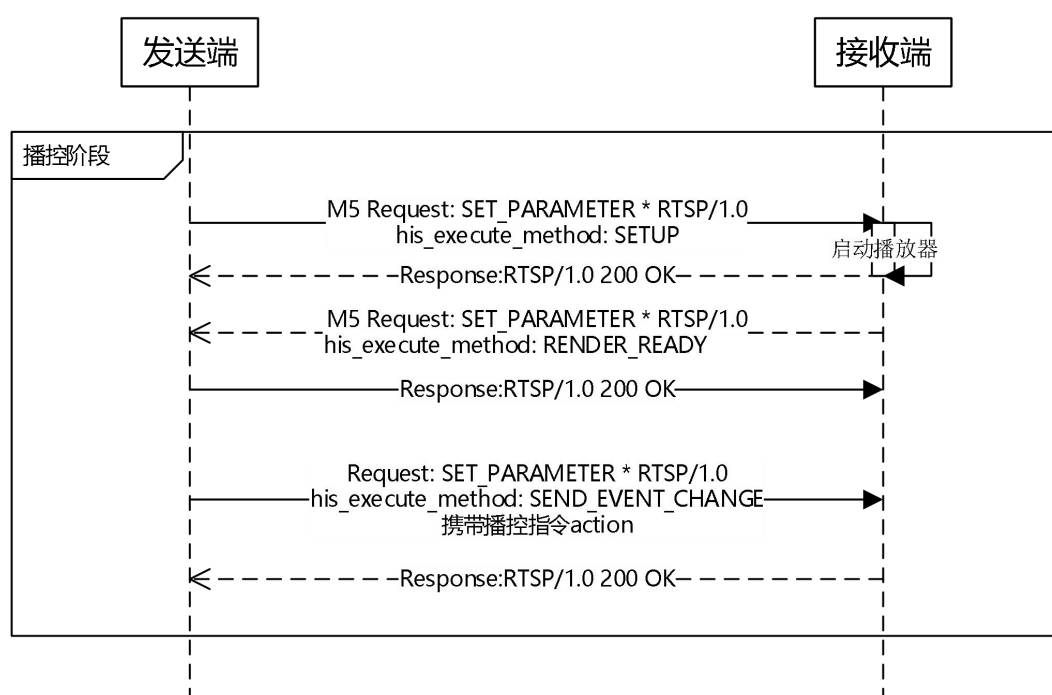 发送端
接收端
播控阶段
M5 Request: SET_PARAMETER * RTSP/1.0
his_execute_method: SETUP
启动播放器
Response:RTSP/1.0 200 OK
M5 Request: SET_PARAMETER * RTSP/1.0
his_execute_method: RENDER_READY
Response:RTSP/1.0 200 OK
Request: SET_PARAMETER * RTSP/1.0
his_execute_method: SEND_EVENT_CHANGE
携带播控指令action
Response:RTSP/1.0 200 OK